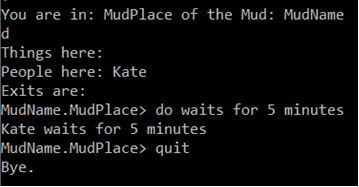 You are in: MudPlace of the Mud: MudName
d
Things here:
People here: Kate
Exits are:
MudName.MudPlace> do waits for 5 minutes
Kate waits for 5 minutes
MudName.MudPlace> quit
Bye.